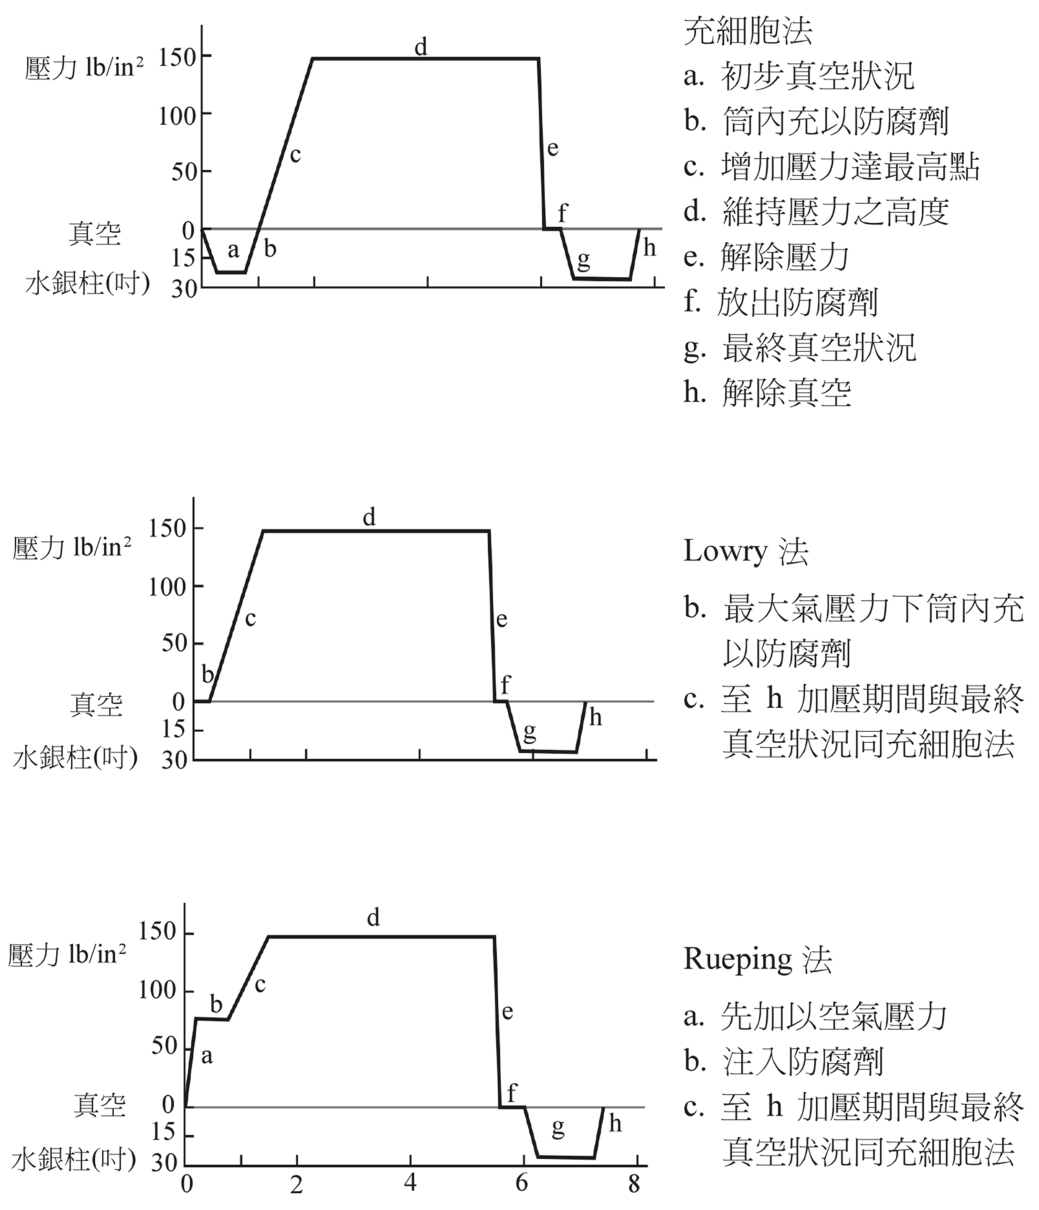 充細胞法
a. 初步真空狀況
b. 筒內充以防腐劑
c. 增加壓力達最高點
d. 維持壓力之高度
e. 解除壓力
f. 放出防腐劑
g. 最終真空狀況
h. 解除真空
壓力 lb/in²
150
100
50
0
真空
15
水銀柱(吋)
30
a
b
c
d
e
f
g
h
Lowry 法
b. 最大氣壓力下筒內充
以防腐劑
c. 至 h 加壓期間與最終
真空狀況同充細胞法
壓力 lb/in²
150
100
50
0
真空
15
水銀柱(吋)
30
b
c
d
e
f
g
h
Rueping 法
a. 先加以空氣壓力
b. 注入防腐劑
c. 至 h 加壓期間與最終
真空狀況同充細胞法
壓力 lb/in²
150
100
50
0
真空
15
水銀柱(吋)
30
a
b
c
d
e
f
g
h
0 2 4 6 8